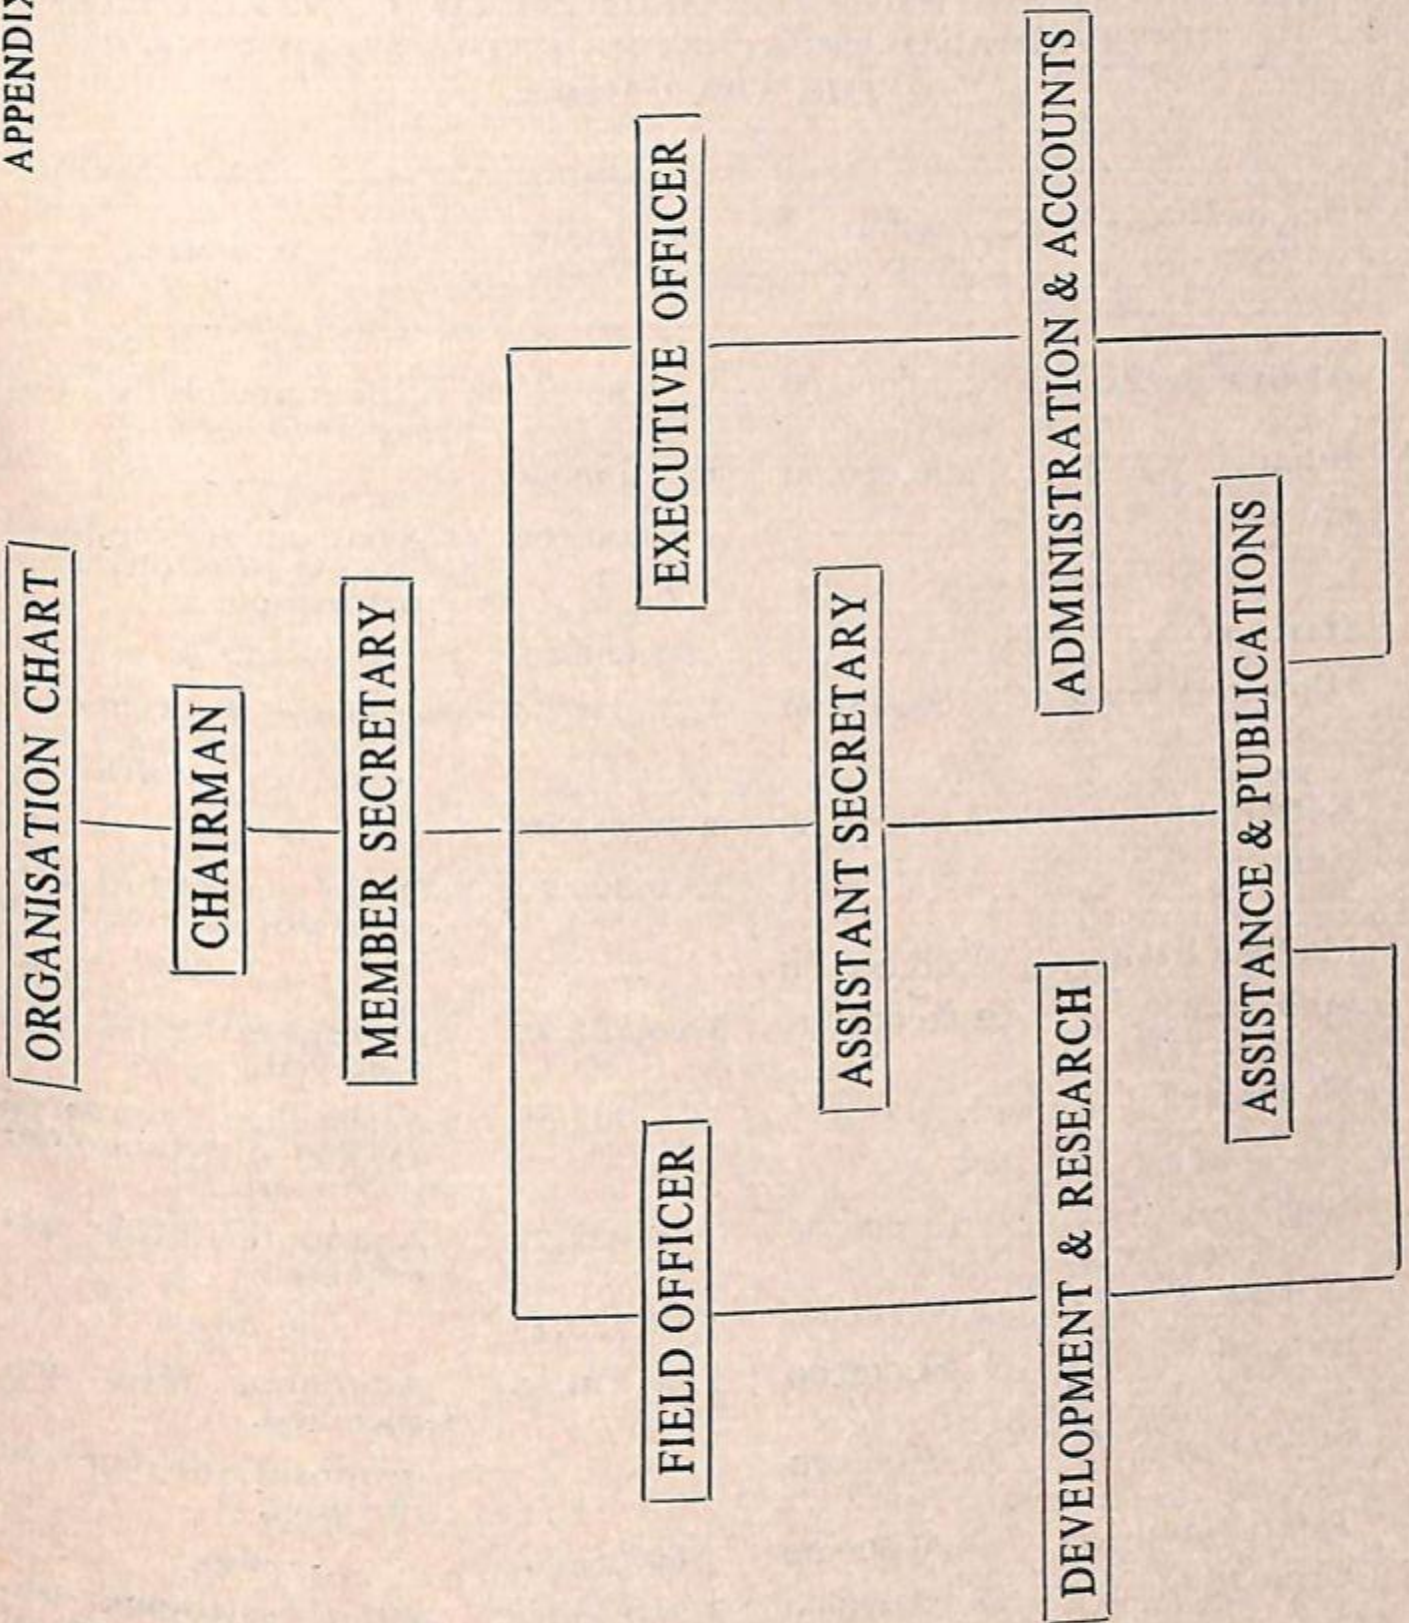 APPENDIX
ORGANISATION CHART
CHAIRMAN
MEMBER SECRETARY
FIELD OFFICER
EXECUTIVE OFFICER
ASSISTANT SECRETARY
DEVELOPMENT & RESEARCH
ADMINISTRATION & ACCOUNTS
ASSISTANCE & PUBLICATIONS